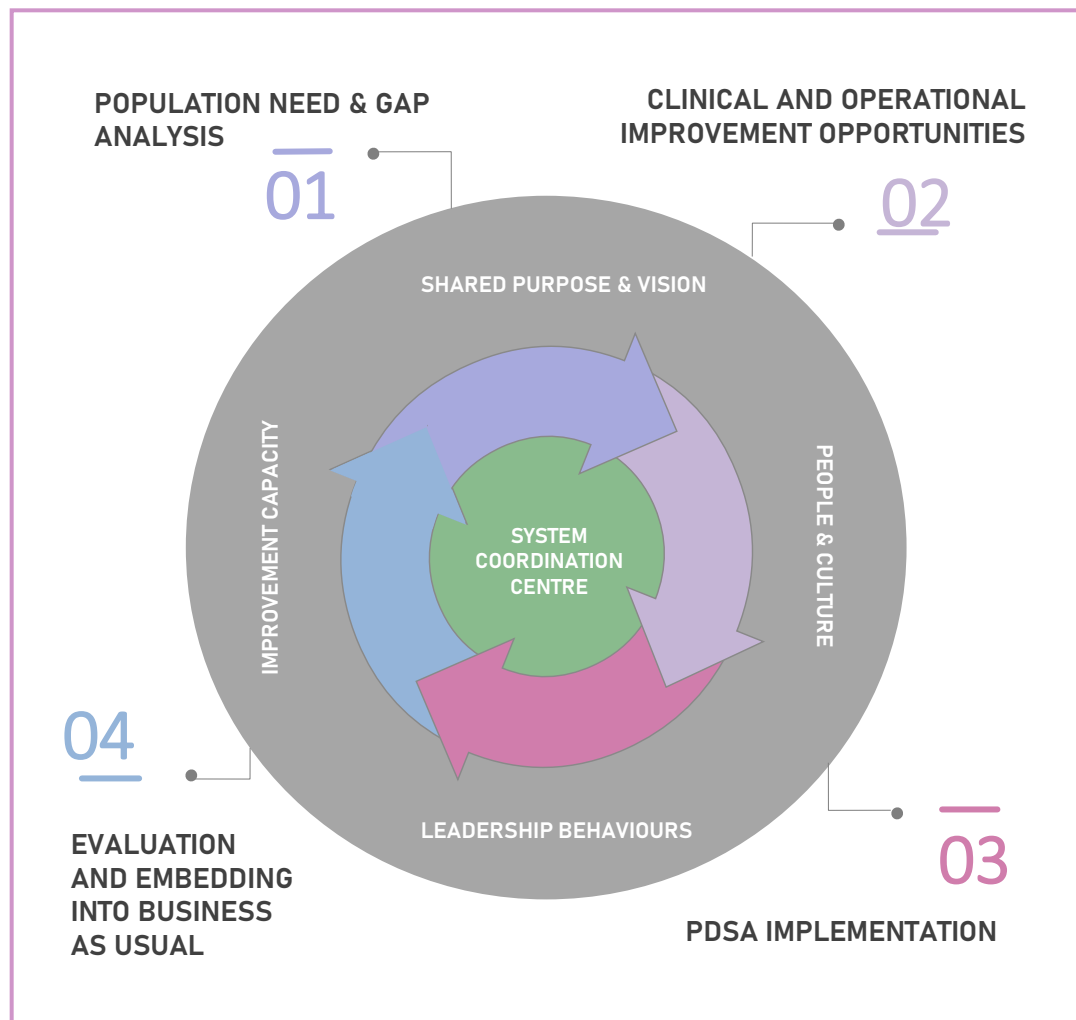 POPULATION NEED & GAP
ANALYSIS
01
CLINICAL AND OPERATIONAL
IMPROVEMENT OPPORTUNITIES
02
SHARED PURPOSE & VISION
IMPROVEMENT CAPACITY
SYSTEM
COORDINATION
CENTRE
PEOPLE & CULTURE
LEADERSHIP BEHAVIOURS
04
EVALUATION
AND EMBEDDING
INTO BUSINESS
AS USUAL
03
PDSA IMPLEMENTATION